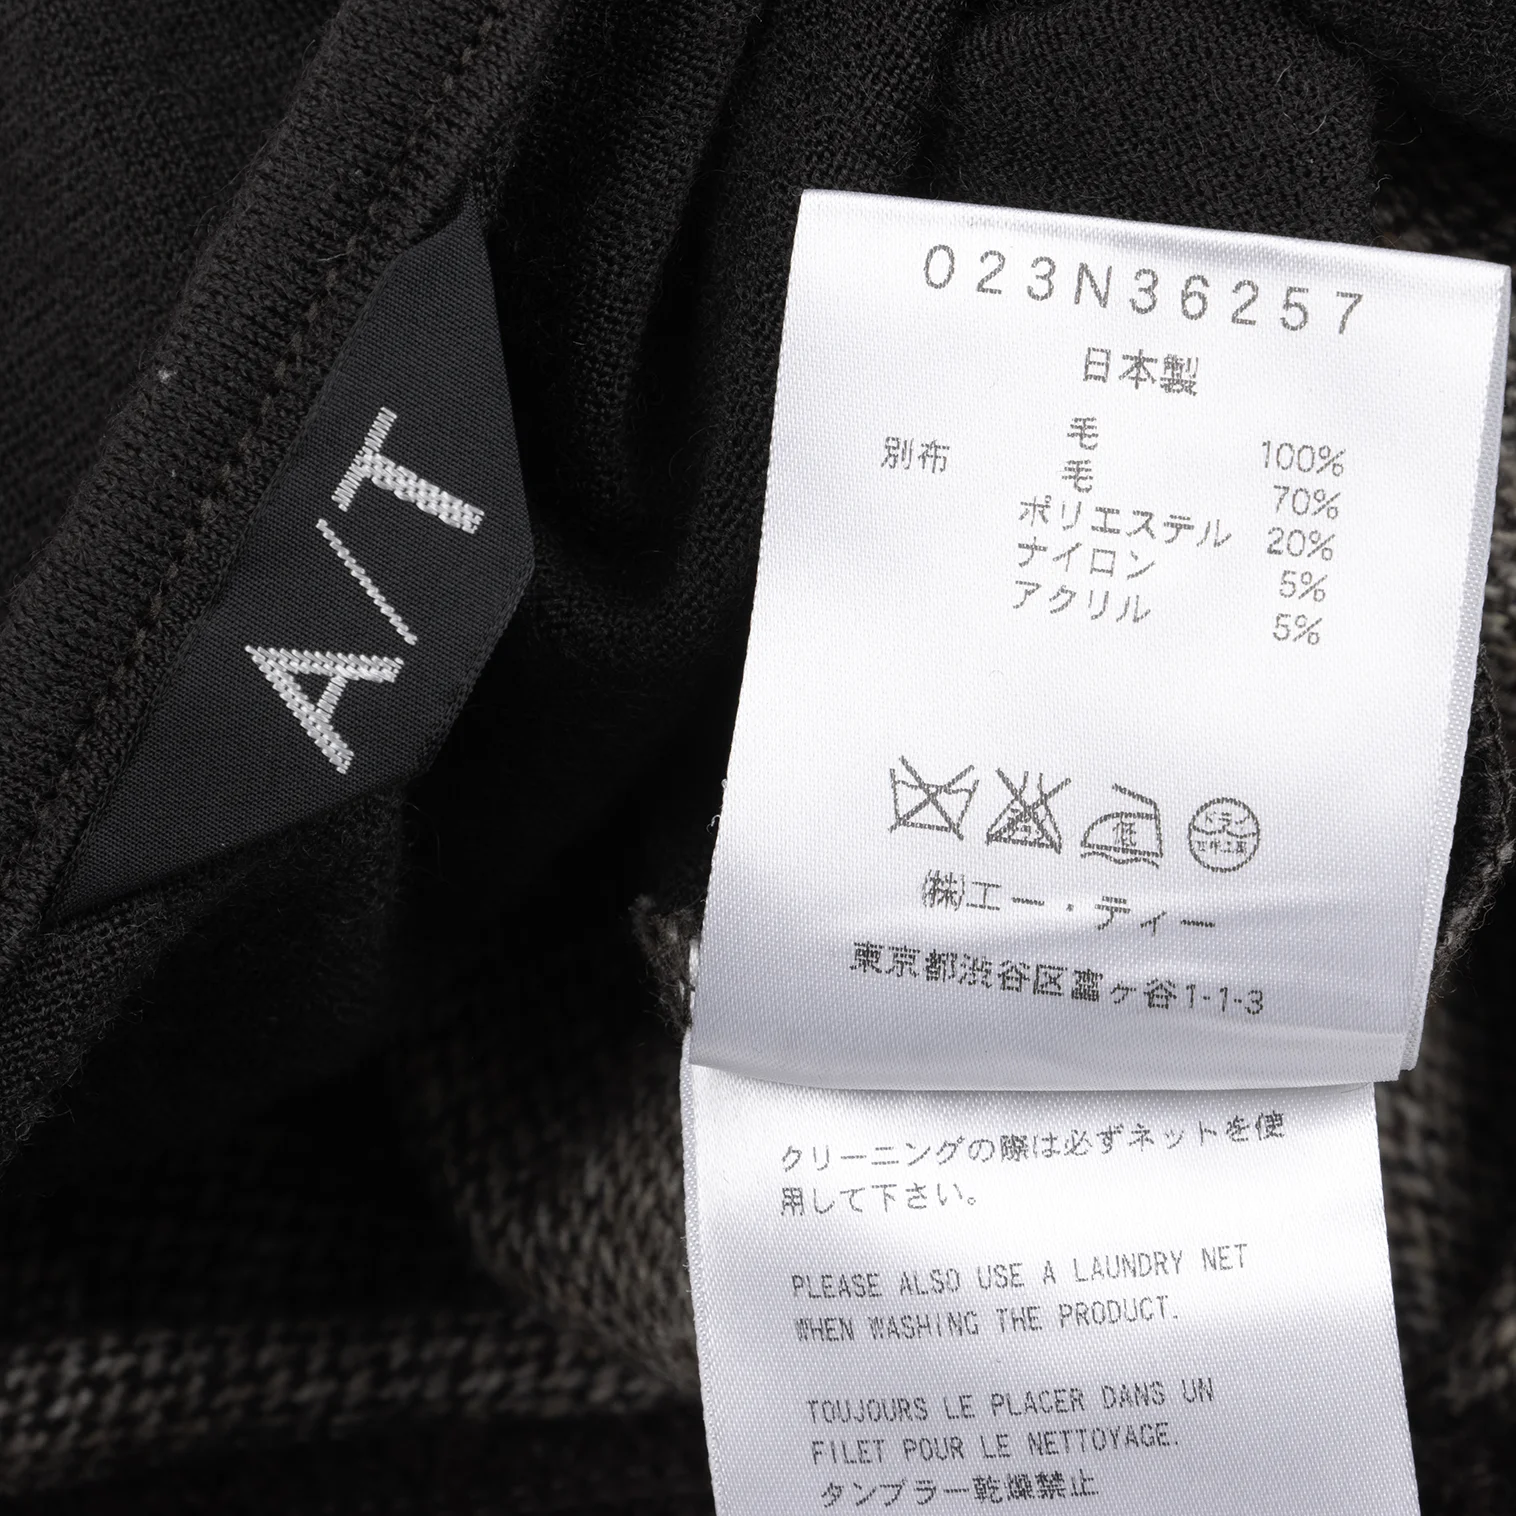 A/T
023N36257
日本製
毛 100%
別布 毛 70%
ポリエステル 20%
ナイロン 5%
アクリル 5%
低
ドライ
(株)エー・ティー
東京都渋谷区富ヶ谷1-1-3
クリーニングの際は必ずネットを使
用して下さい。
PLEASE ALSO USE A LAUNDRY NET
WHEN WASHING THE PRODUCT.
TOUJOURS LE PLACER DANS UN
FILET POUR LE NETTOYAGE.
タンブラー乾燥禁止